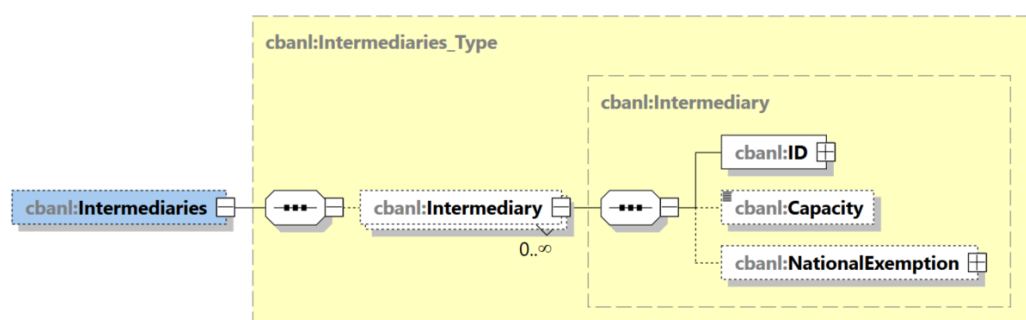 cbanl:Intermediaries_Type
cbanl:Intermediary
cbanl:ID
cbanl:Intermediaries
cbanl:Intermediary
cbanl:Capacity
0..∞
cbanl:NationalExemption